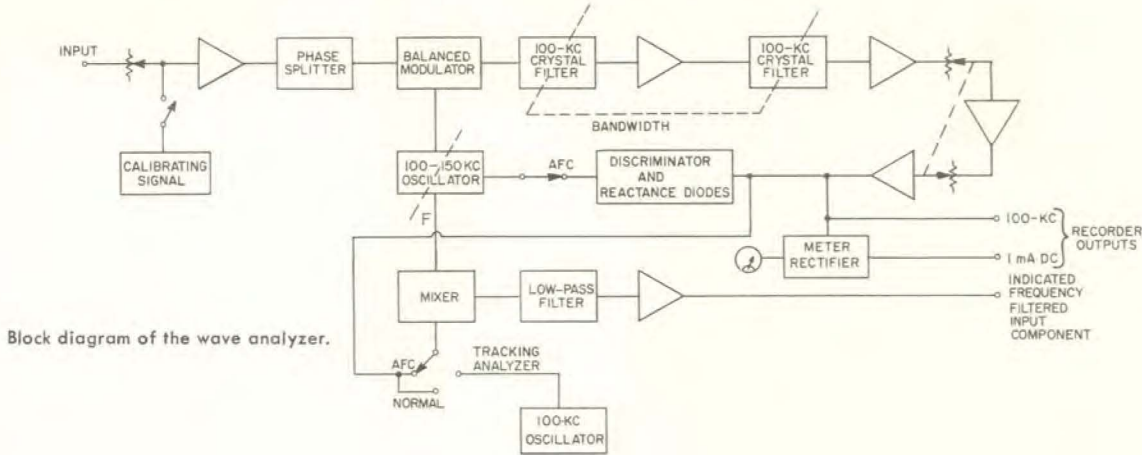 INPUT
PHASE
SPLITTER
BALANCED
MODULATOR
100-KC
CRYSTAL
FILTER
100-KC
CRYSTAL
FILTER
BANDWIDTH
CALIBRATING
SIGNAL
100-150KC
OSCILLATOR
AFC
DISCRIMINATOR
AND
REACTANCE DIODES
F
100-KC
METER
RECTIFIER
1 mA DC
RECORDER
OUTPUTS
MIXER
LOW-PASS
FILTER
INDICATED
FREQUENCY
FILTERED
INPUT
COMPONENT
Block diagram of the wave analyzer.
AFC
TRACKING
ANALYZER
NORMAL
100-KC
OSCILLATOR